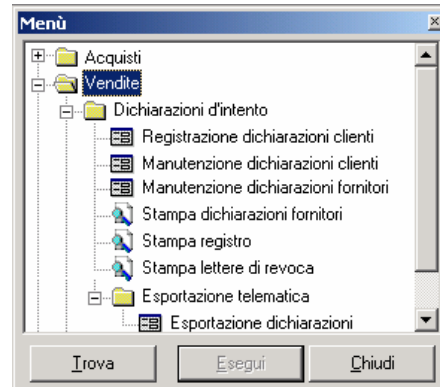 Menù
Acquisti
Vendite
Dichiarazioni d'intento
Registrazione dichiarazioni clienti
Manutenzione dichiarazioni clienti
Manutenzione dichiarazioni fornitori
Stampa dichiarazioni fornitori
Stampa registro
Stampa lettere di revoca
Esportazione telematica
Esportazione dichiarazioni
Trova Esegui Chiudi